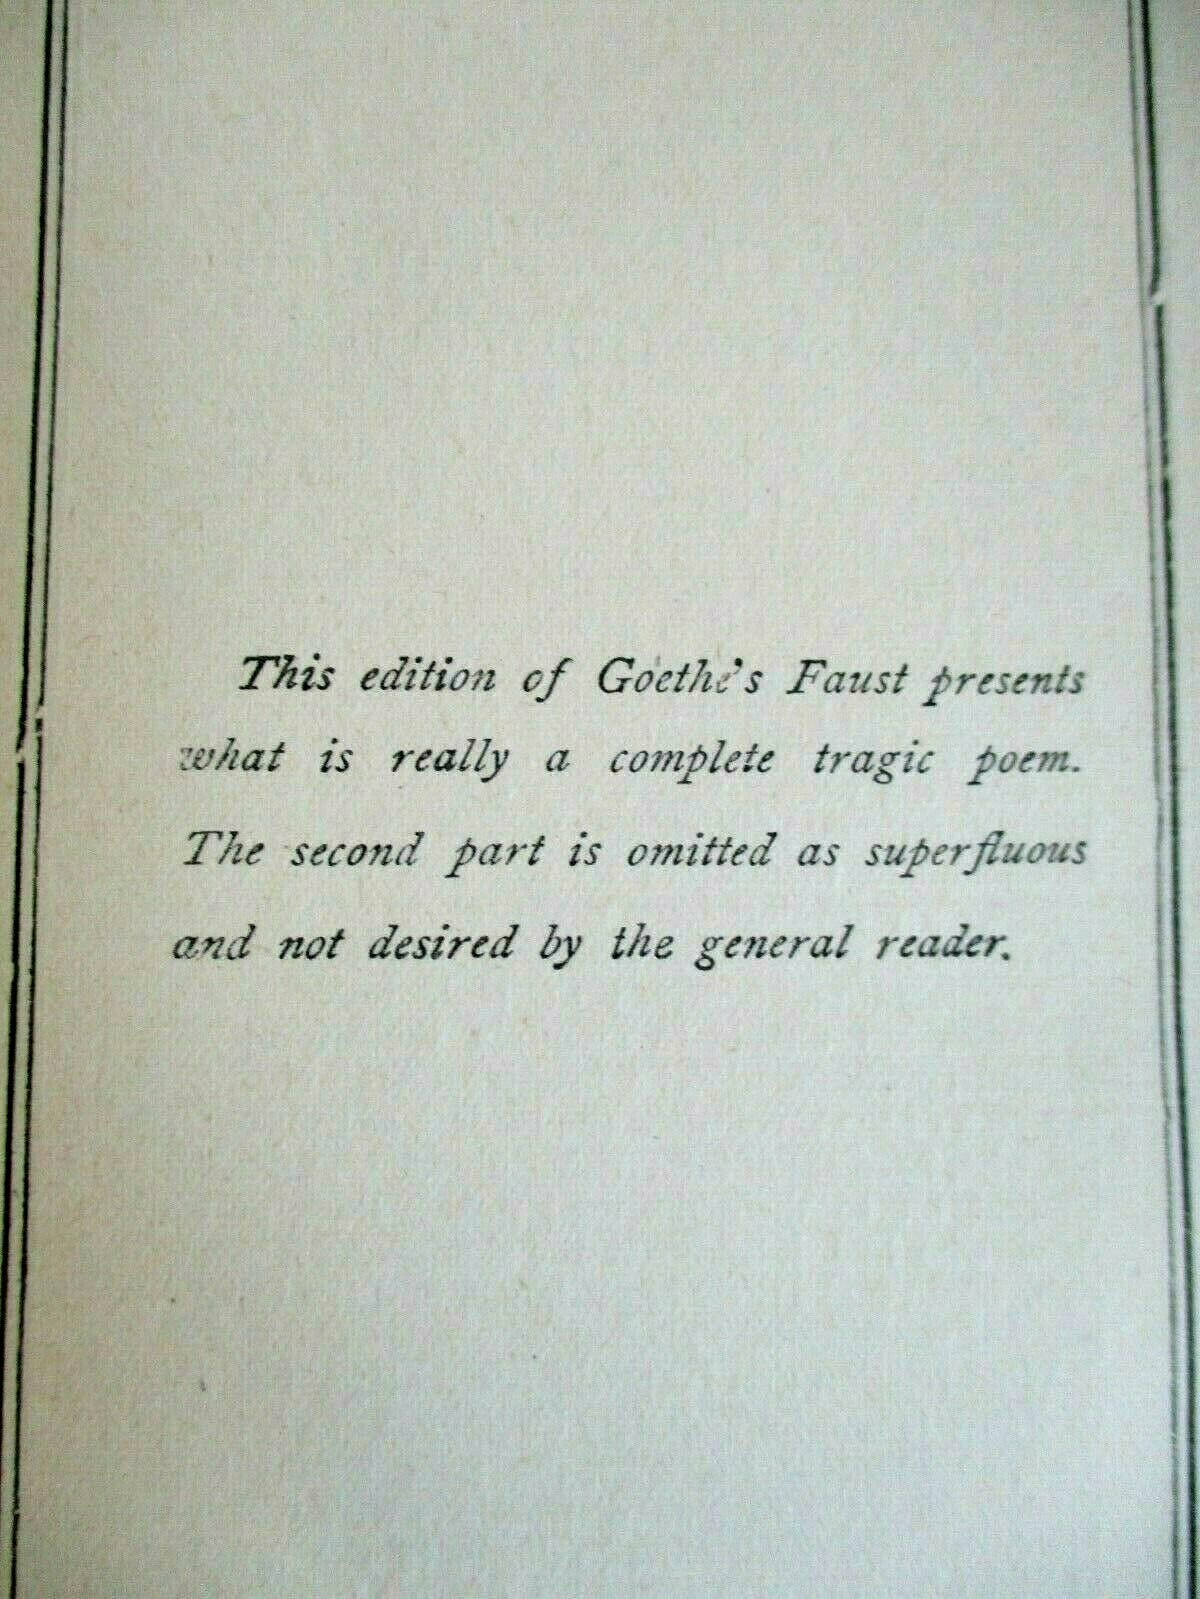 This edition of Goethe's Faust presents
what is really a complete tragic poem.
The second part is omitted as superfluous
and not desired by the general reader.